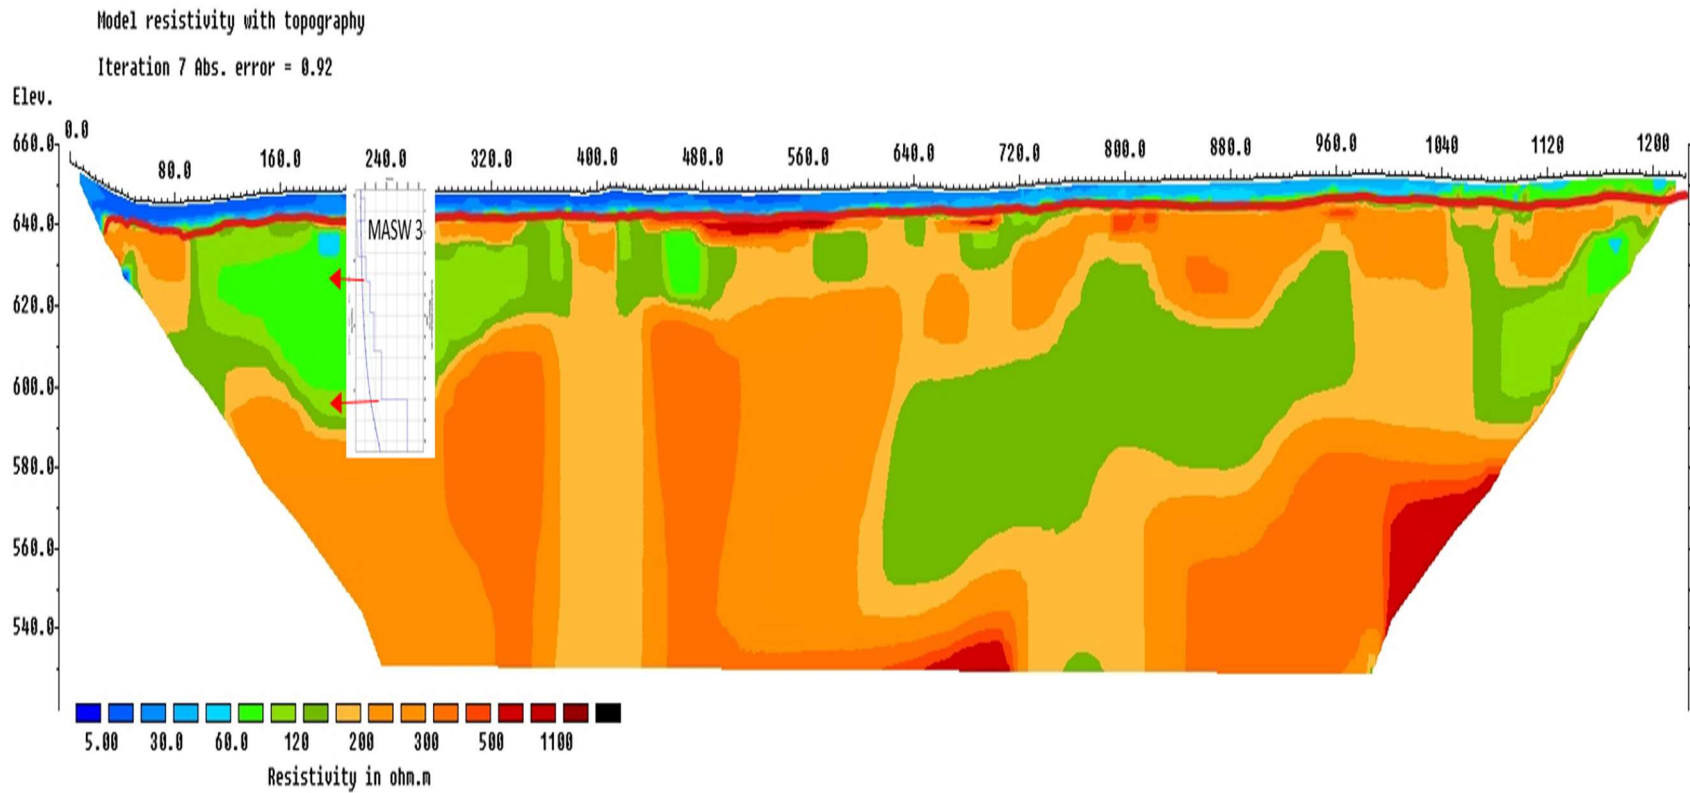 Model resistivity with topography
Iteration 7 Abs. error = 0.92
Elev.
0.0
80.0 160.0 240.0 320.0 400.0 480.0 560.0 640.0 720.0 800.0 880.0 960.0 1040 1120 1200
660.0
640.0
620.0
600.0
580.0
560.0
540.0
MASW 3
5.00 30.0 60.0 120 200 300 500 1100
Resistivity in ohm.m